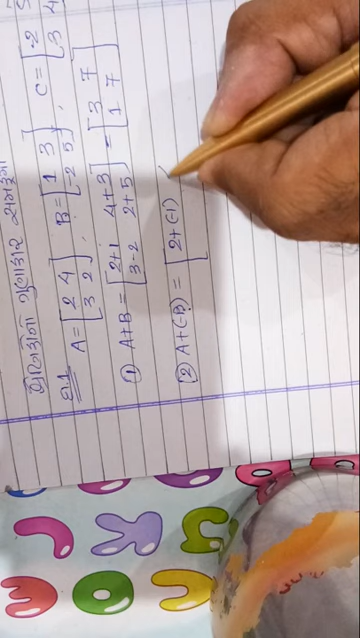 શ્રેણિકોનો ગુણાકાર
દા.1
A = [2 4
3 2], B = [1 3
-2 5], C = [-2
3 4
① A+B = [2+1 4+3
3-2 2+5] = [3 7
1 7]
② A+(-B) = [2+(-1)